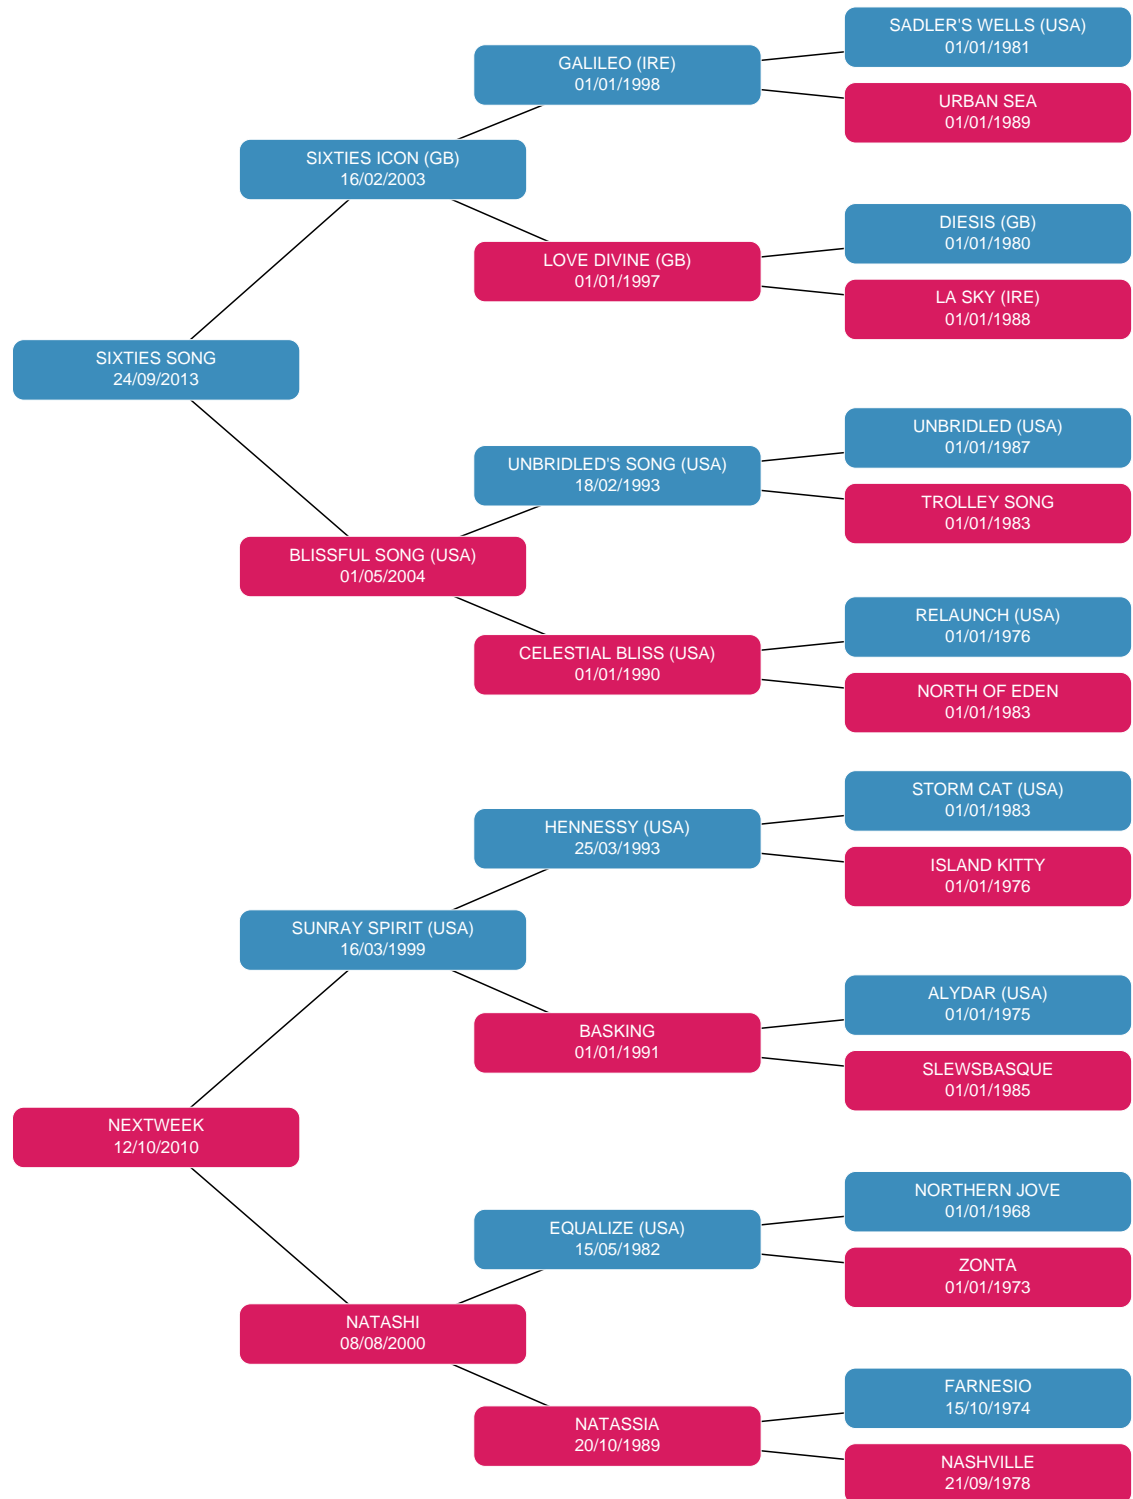 SADLER'S WELLS (USA)
01/01/1981
GALILEO (IRE)
01/01/1998
URBAN SEA
01/01/1989
SIXTIES ICON (GB)
16/02/2003
DIESIS (GB)
01/01/1980
LOVE DIVINE (GB)
01/01/1997
LA SKY (IRE)
01/01/1988
SIXTIES SONG
24/09/2013
UNBRIDLED (USA)
01/01/1987
UNBRIDLED'S SONG (USA)
18/02/1993
TROLLEY SONG
01/01/1983
BLISSFUL SONG (USA)
01/05/2004
RELAUNCH (USA)
01/01/1976
CELESTIAL BLISS (USA)
01/01/1990
NORTH OF EDEN
01/01/1983
STORM CAT (USA)
01/01/1983
HENNESSY (USA)
25/03/1993
ISLAND KITTY
01/01/1976
SUNRAY SPIRIT (USA)
16/03/1999
ALYDAR (USA)
01/01/1975
BASKING
01/01/1991
SLEWSBASQUE
01/01/1985
NEXTWEEK
12/10/2010
NORTHERN JOVE
01/01/1968
EQUALIZE (USA)
15/05/1982
ZONTA
01/01/1973
NATASHI
08/08/2000
FARNESIO
15/10/1974
NATASSIA
20/10/1989
NASHVILLE
21/09/1978